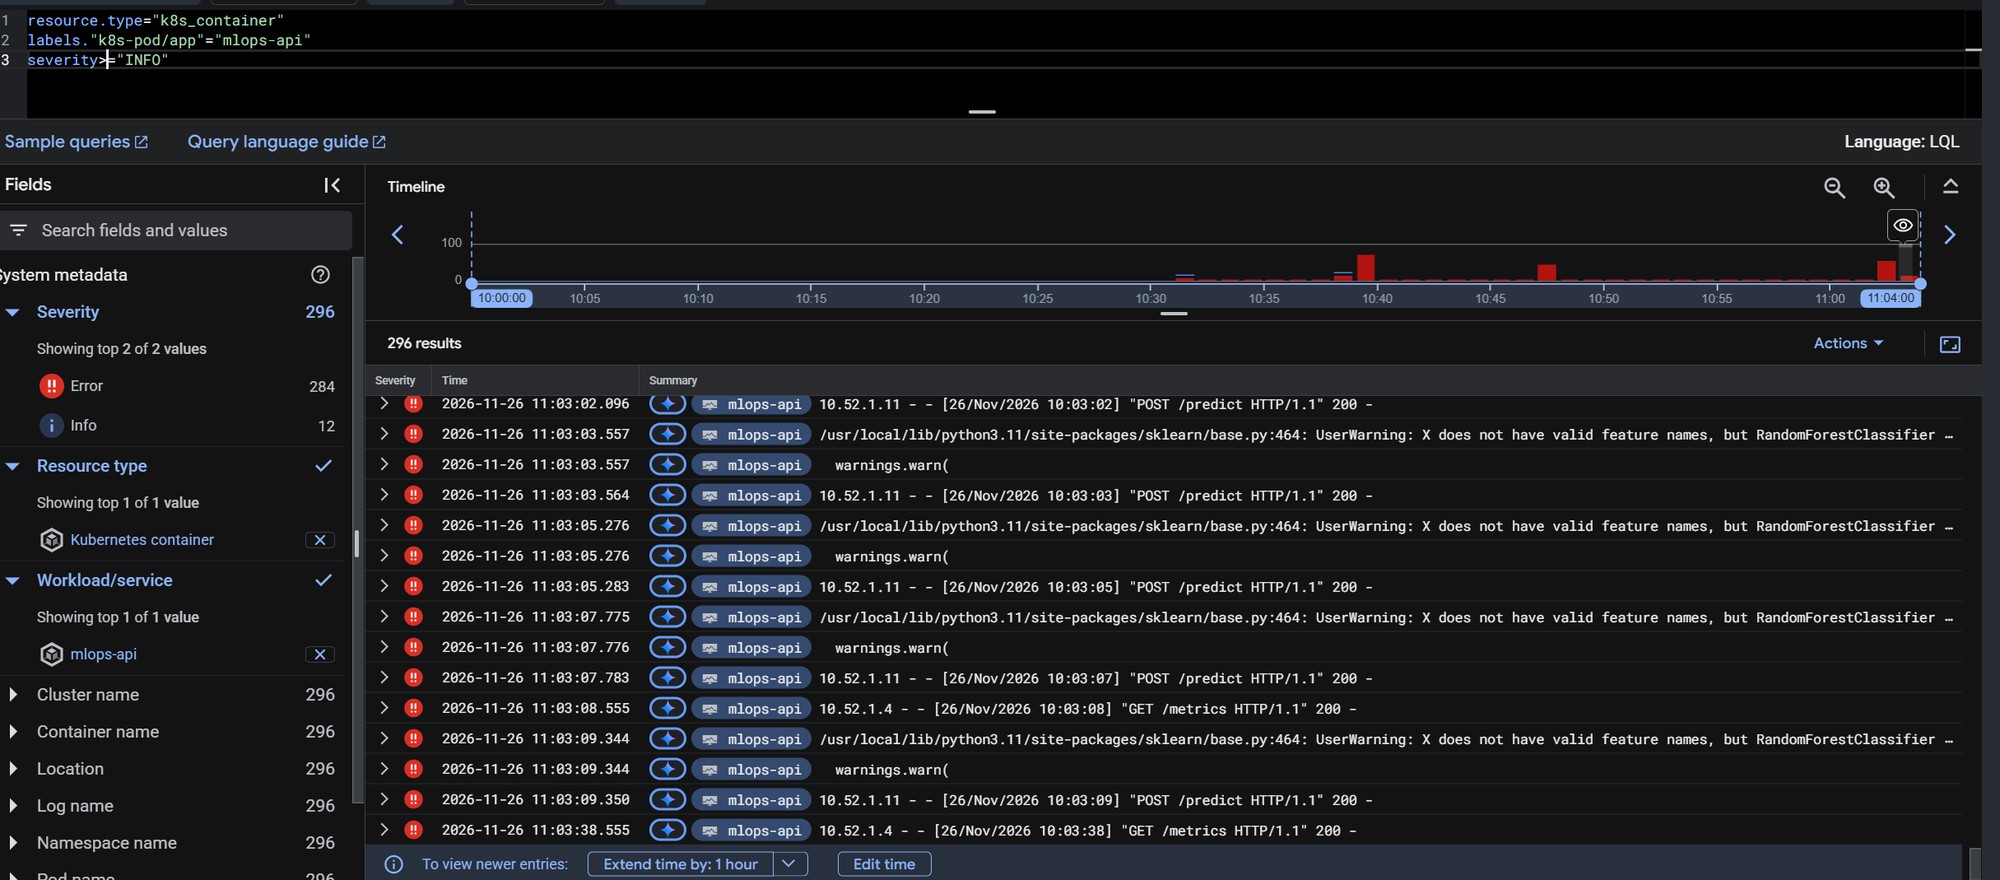 1 resource.type="k8s_container"
2 labels."k8s-pod/app"="mlops-api"
3 severity>="INFO"
Sample queries
Query language guide
Language: LQL
Fields
Search fields and values
System metadata
Severity 296
Showing top 2 of 2 values
Error 284
Info 12
Resource type
Showing top 1 of 1 value
Kubernetes container
Workload/service
Showing top 1 of 1 value
mlops-api
Cluster name 296
Container name 296
Location 296
Log name 296
Namespace name 296
Pod name 296
Timeline
100
0
10:00:00 10:05 10:10 10:15 10:20 10:25 10:30 10:35 10:40 10:45 10:50 10:55 11:00 11:04:00
296 results
Actions
Severity Time Summary
2026-11-26 11:03:02.096 mlops-api 10.52.1.11 - - [26/Nov/2026 10:03:02] "POST /predict HTTP/1.1" 200 -
2026-11-26 11:03:03.557 mlops-api /usr/local/lib/python3.11/site-packages/sklearn/base.py:464: UserWarning: X does not have valid feature names, but RandomForestClassifier …
2026-11-26 11:03:03.557 mlops-api warnings.warn(
2026-11-26 11:03:03.564 mlops-api 10.52.1.11 - - [26/Nov/2026 10:03:03] "POST /predict HTTP/1.1" 200 -
2026-11-26 11:03:05.276 mlops-api /usr/local/lib/python3.11/site-packages/sklearn/base.py:464: UserWarning: X does not have valid feature names, but RandomForestClassifier …
2026-11-26 11:03:05.276 mlops-api warnings.warn(
2026-11-26 11:03:05.283 mlops-api 10.52.1.11 - - [26/Nov/2026 10:03:05] "POST /predict HTTP/1.1" 200 -
2026-11-26 11:03:07.775 mlops-api /usr/local/lib/python3.11/site-packages/sklearn/base.py:464: UserWarning: X does not have valid feature names, but RandomForestClassifier …
2026-11-26 11:03:07.776 mlops-api warnings.warn(
2026-11-26 11:03:07.783 mlops-api 10.52.1.11 - - [26/Nov/2026 10:03:07] "POST /predict HTTP/1.1" 200 -
2026-11-26 11:03:08.555 mlops-api 10.52.1.4 - - [26/Nov/2026 10:03:08] "GET /metrics HTTP/1.1" 200 -
2026-11-26 11:03:09.344 mlops-api /usr/local/lib/python3.11/site-packages/sklearn/base.py:464: UserWarning: X does not have valid feature names, but RandomForestClassifier …
2026-11-26 11:03:09.344 mlops-api warnings.warn(
2026-11-26 11:03:09.350 mlops-api 10.52.1.11 - - [26/Nov/2026 10:03:09] "POST /predict HTTP/1.1" 200 -
2026-11-26 11:03:38.555 mlops-api 10.52.1.4 - - [26/Nov/2026 10:03:38] "GET /metrics HTTP/1.1" 200 -
To view newer entries: Extend time by: 1 hour Edit time